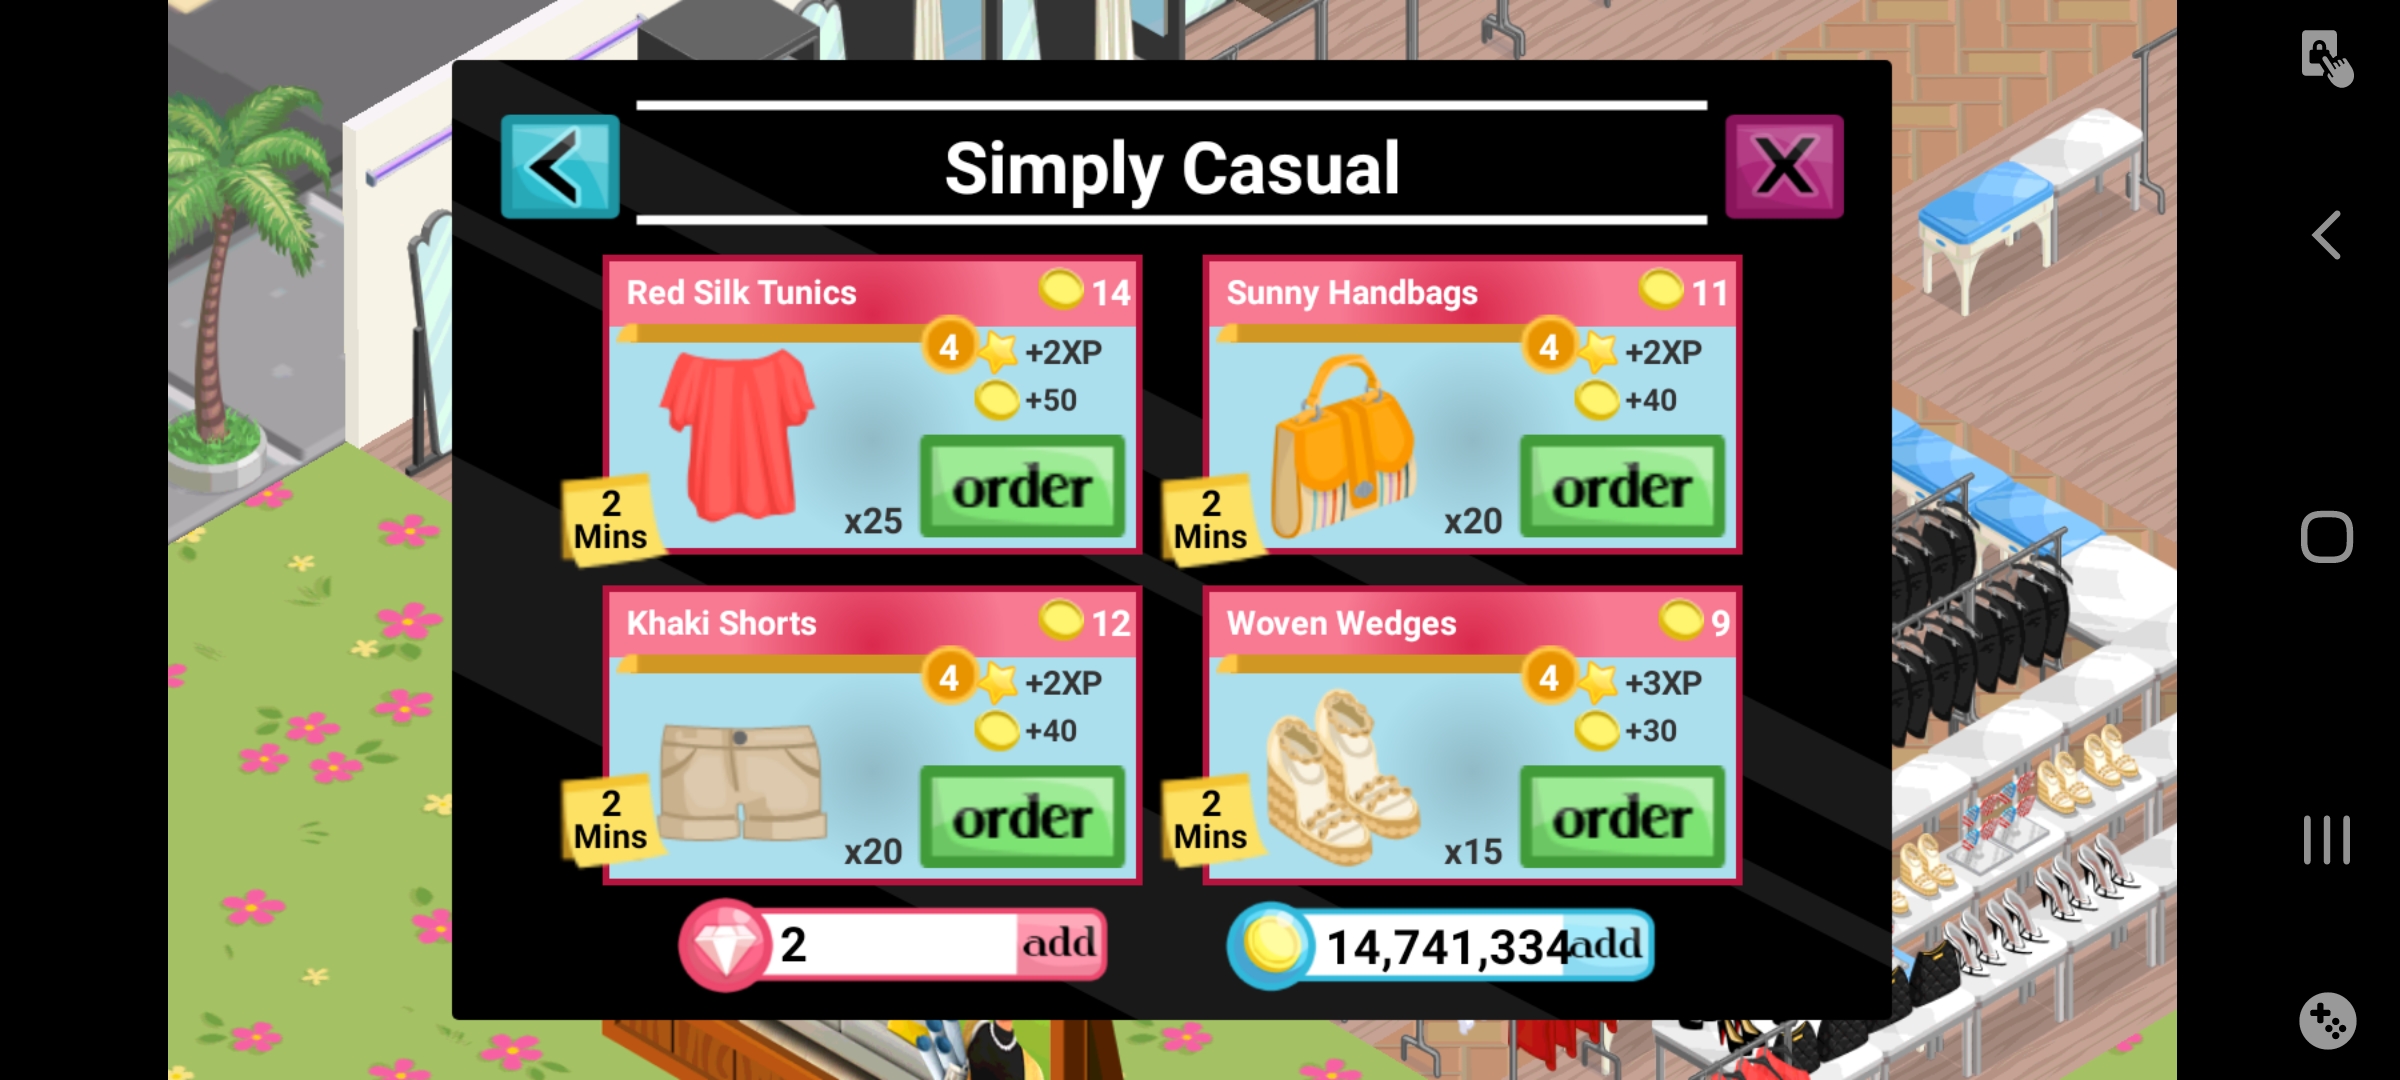 Simply Casual
Red Silk Tunics 14
4 +2XP
+50
2 Mins
x25
order
Sunny Handbags 11
4 +2XP
+40
2 Mins
x20
order
Khaki Shorts 12
4 +2XP
+40
2 Mins
x20
order
Woven Wedges 9
4 +3XP
+30
2 Mins
x15
order
2 add
14,741,334 add